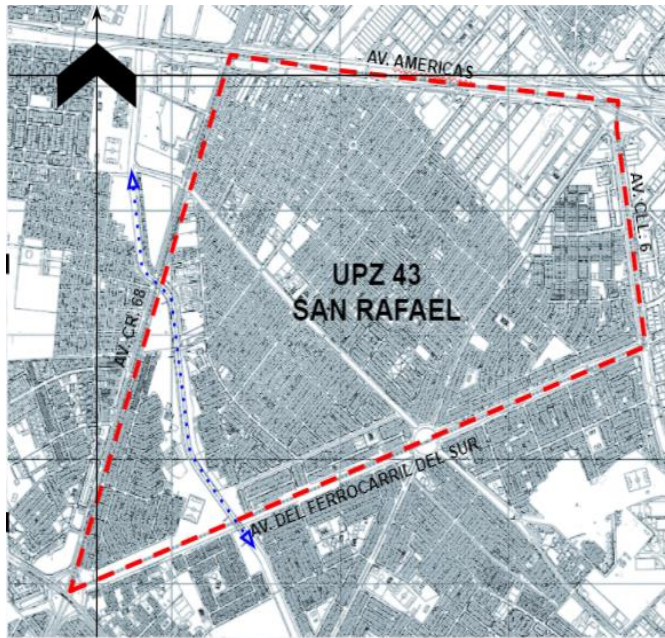 AV. AMERICAS
AV. CLL. 6
UPZ 43
SAN RAFAEL
AV. CR. 68
AV. DEL FERROCARRIL DEL SUR